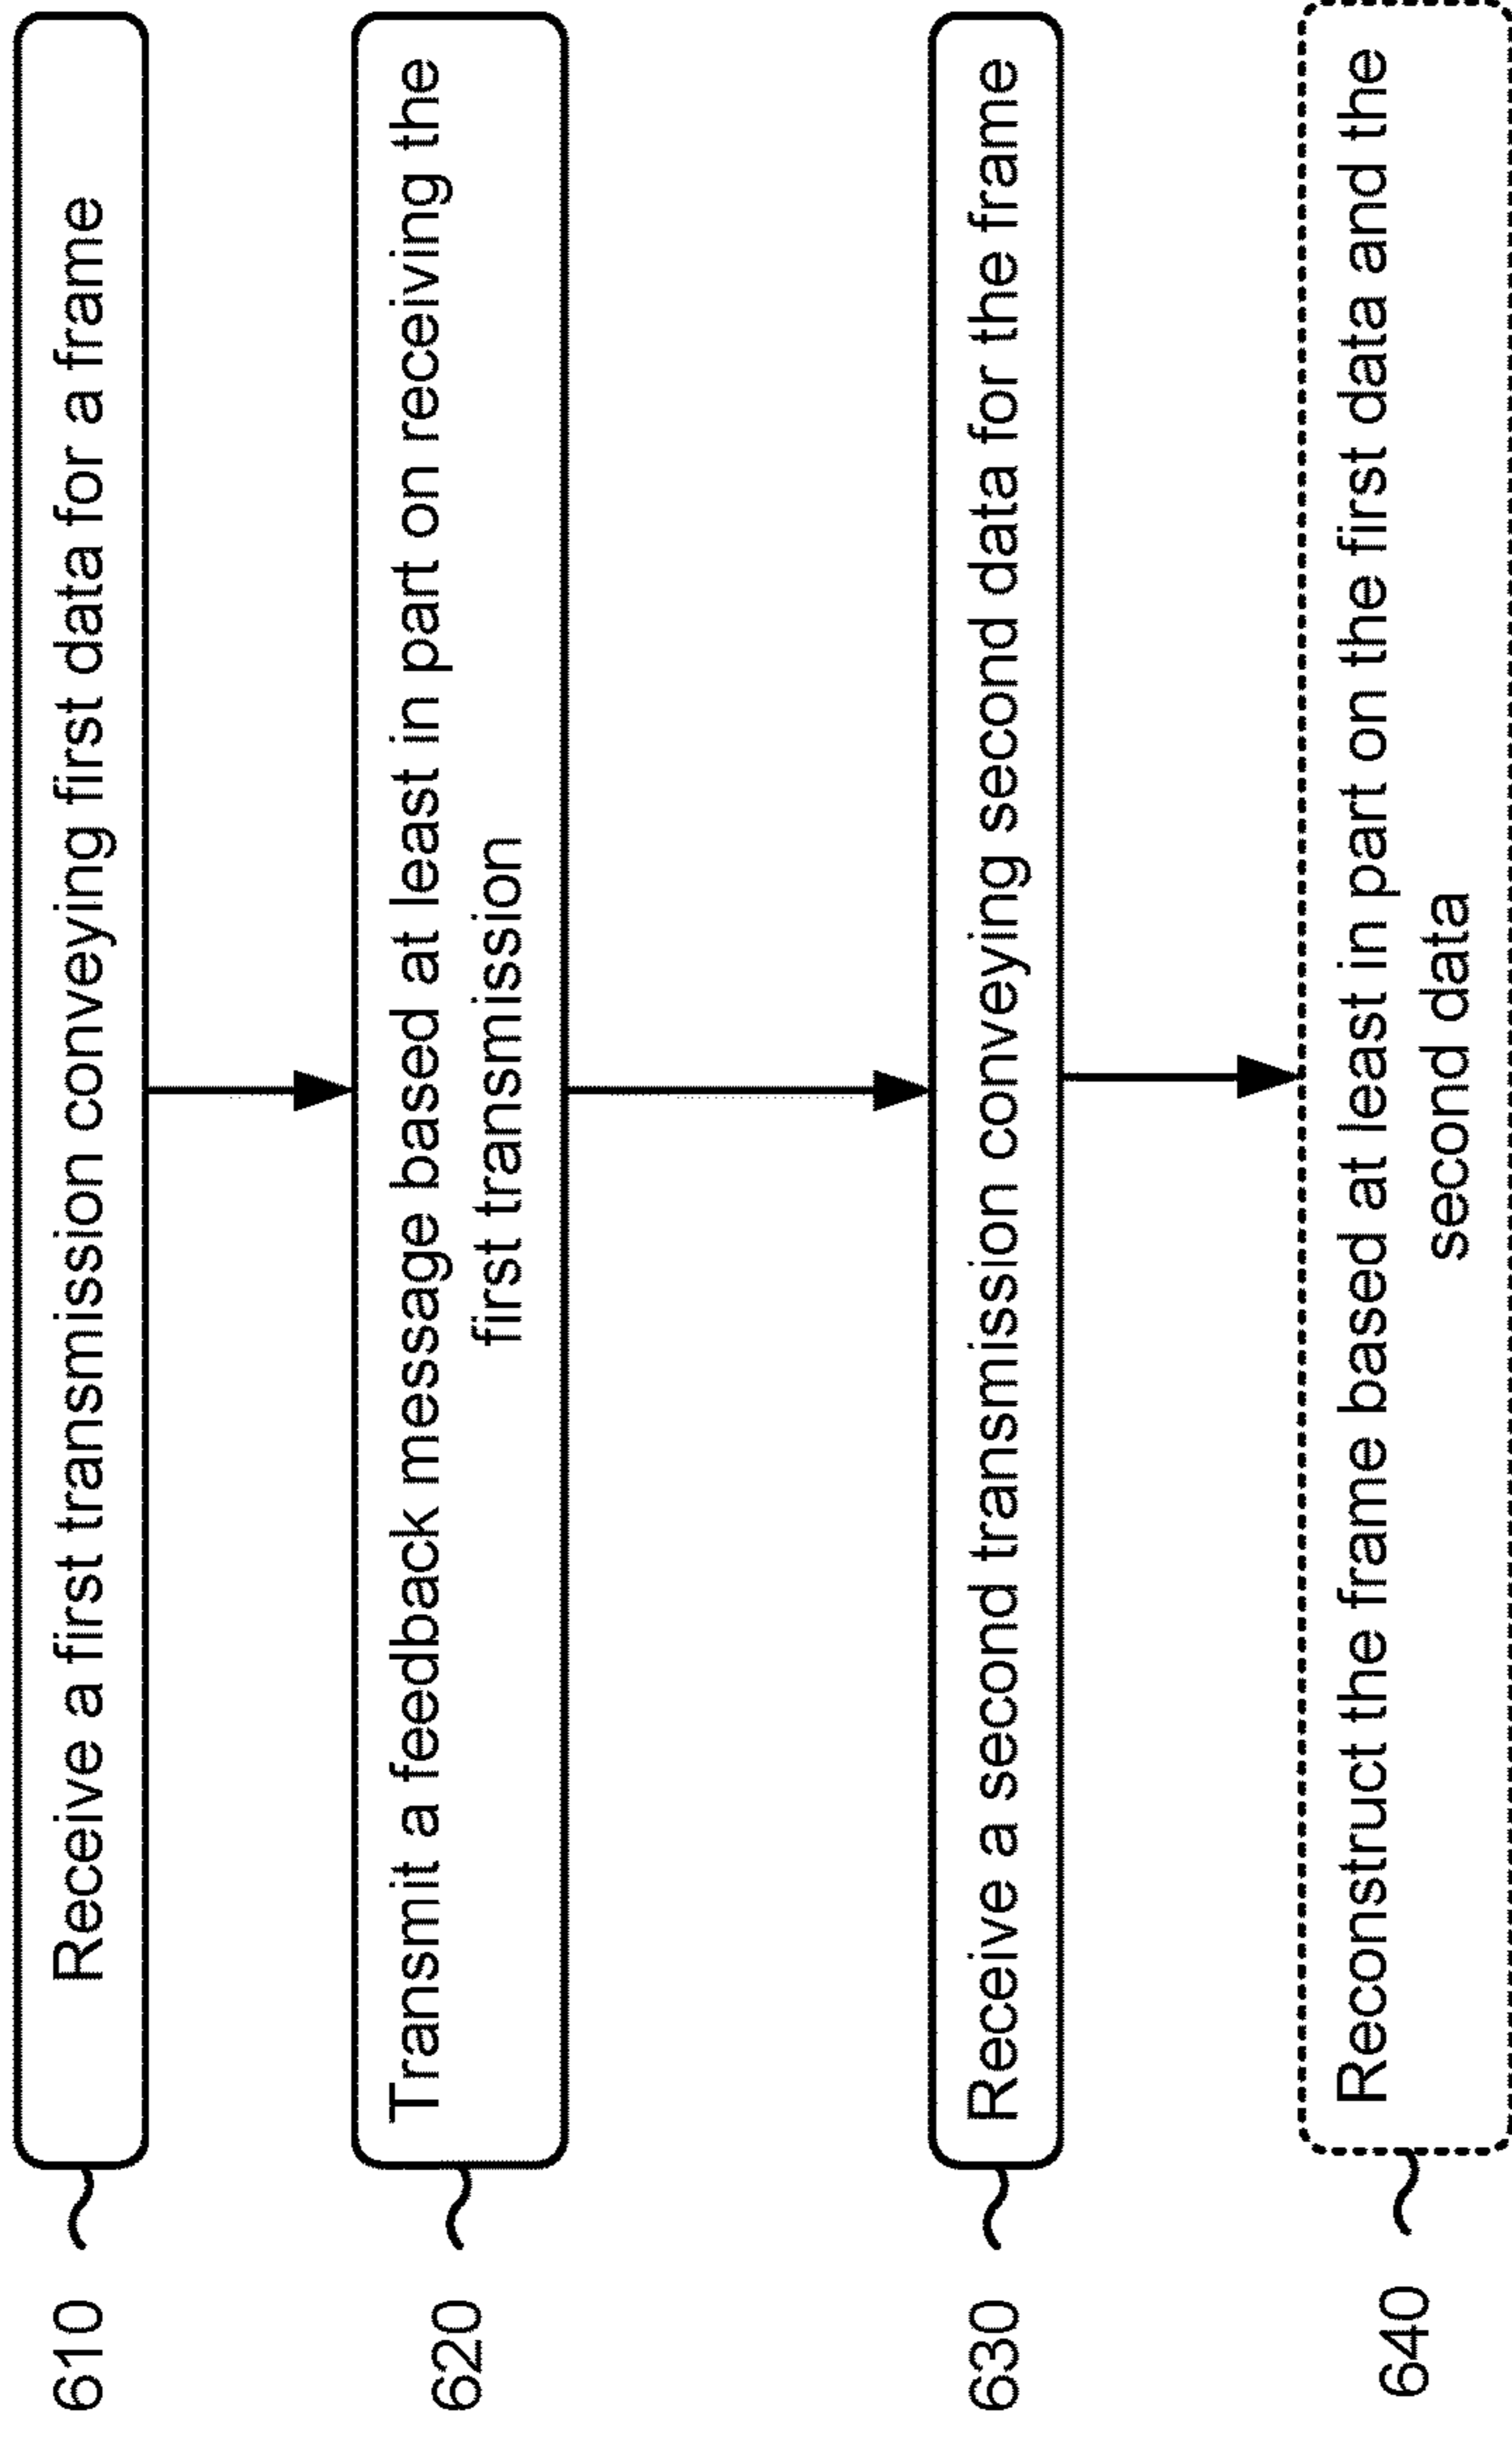 610
Receive a first transmission conveying first data for a frame
620
Transmit a feedback message based at least in part on receiving the
first transmission
630
Receive a second transmission conveying second data for the frame
640
Reconstruct the frame based at least in part on the first data and the
second data